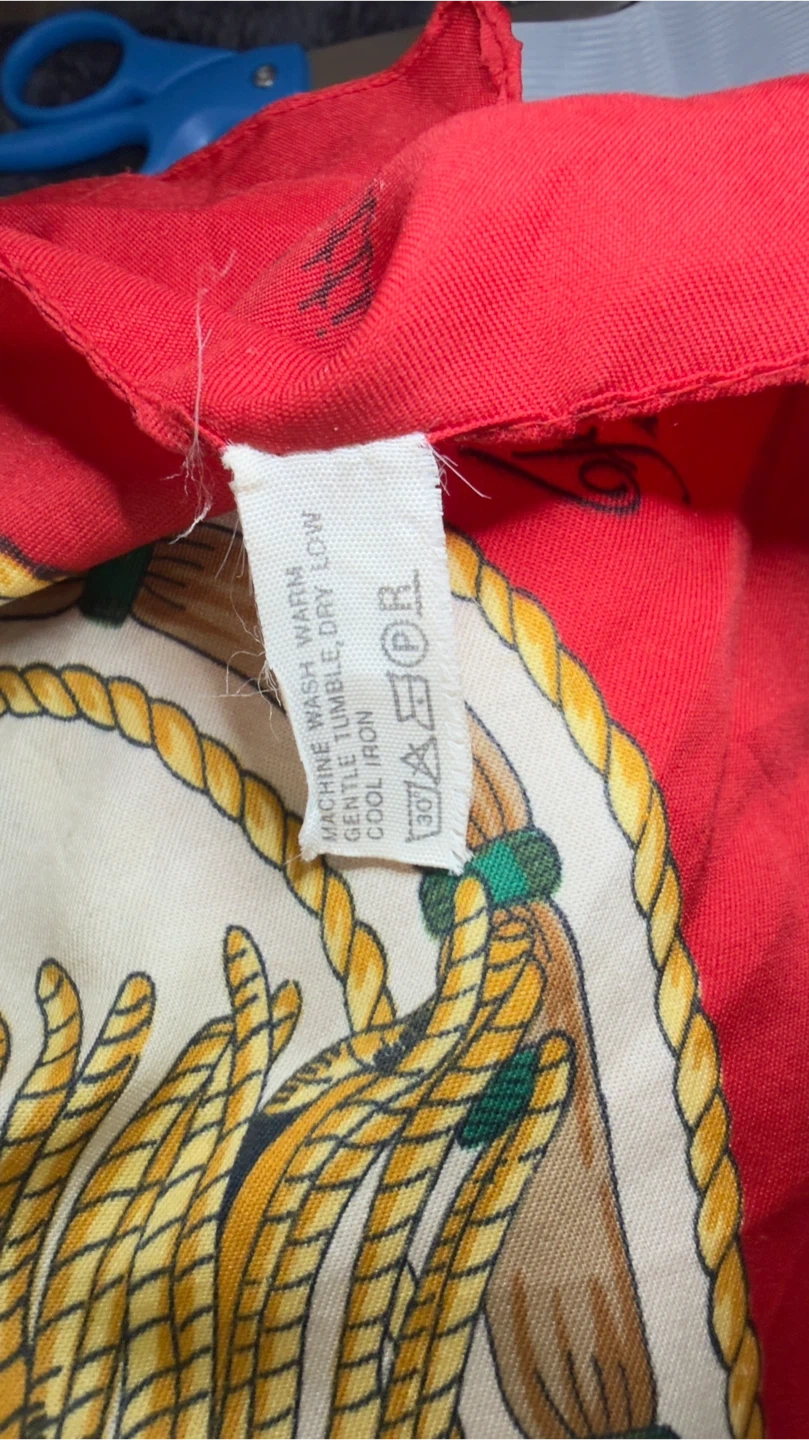 MACHINE WASH WARM
GENTLE TUMBLE, DRY LOW
COOL IRON
30° P R